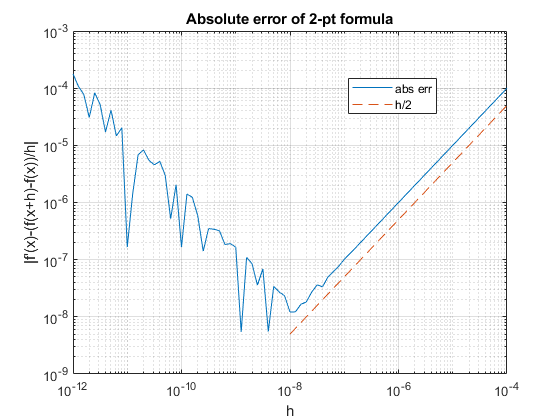 Absolute error of 2-pt formula
10^-3
10^-4
10^-5
10^-6
10^-7
10^-8
10^-9
|f'(x)-(f(x+h)-f(x))/h|
abs err
h/2
10^-12
10^-10
10^-8
10^-6
10^-4
h